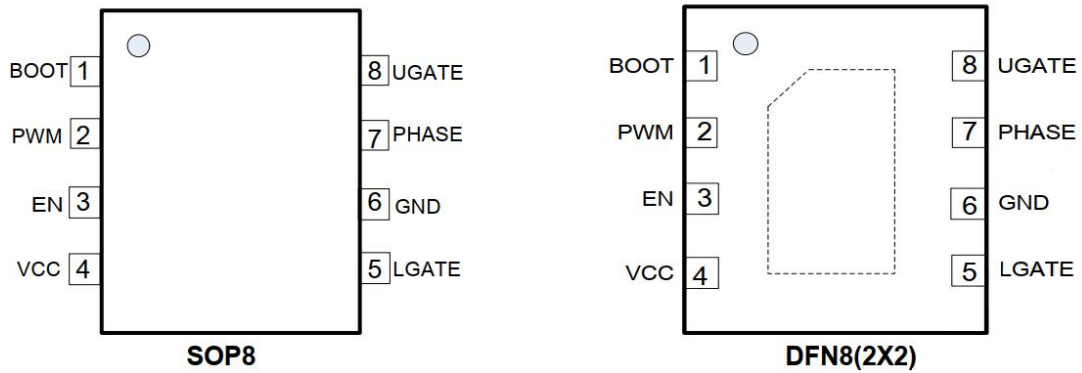 BOOT 1
8 UGATE
PWM 2
7 PHASE
EN 3
6 GND
VCC 4
5 LGATE
SOP8
BOOT 1
8 UGATE
PWM 2
7 PHASE
EN 3
6 GND
VCC 4
5 LGATE
DFN8(2X2)